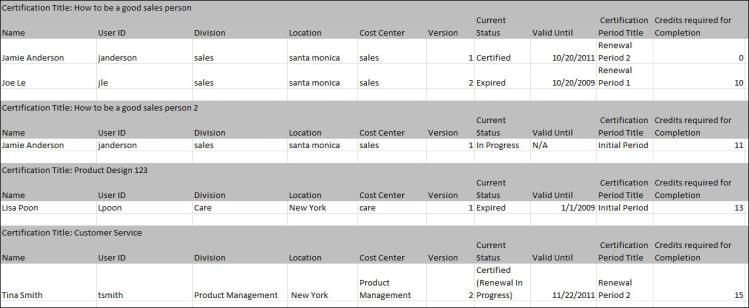 Certification Title: How to be a good sales person
Name User ID Division Location Cost Center Version Current Status Valid Until Certification Period Title Credits required for Completion
Jamie Anderson janderson sales santa monica sales 1 Certified 10/20/2011 Renewal Period 2 0
Joe Le jle sales santa monica sales 2 Expired 10/20/2009 Renewal Period 1 10
Certification Title: How to be a good sales person 2
Name User ID Division Location Cost Center Version Current Status Valid Until Certification Period Title Credits required for Completion
Jamie Anderson janderson sales santa monica sales 1 In Progress N/A Initial Period 11
Certification Title: Product Design 123
Name User ID Division Location Cost Center Version Current Status Valid Until Certification Period Title Credits required for Completion
Lisa Poon Lpoon Care New York care 1 Expired 1/1/2009 Initial Period 13
Certification Title: Customer Service
Name User ID Division Location Cost Center Version Current Status Valid Until Certification Period Title Credits required for Completion
Tina Smith tsmith Product Management New York Product Management 2 Certified (Renewal In Progress) 11/22/2011 Renewal Period 2 15